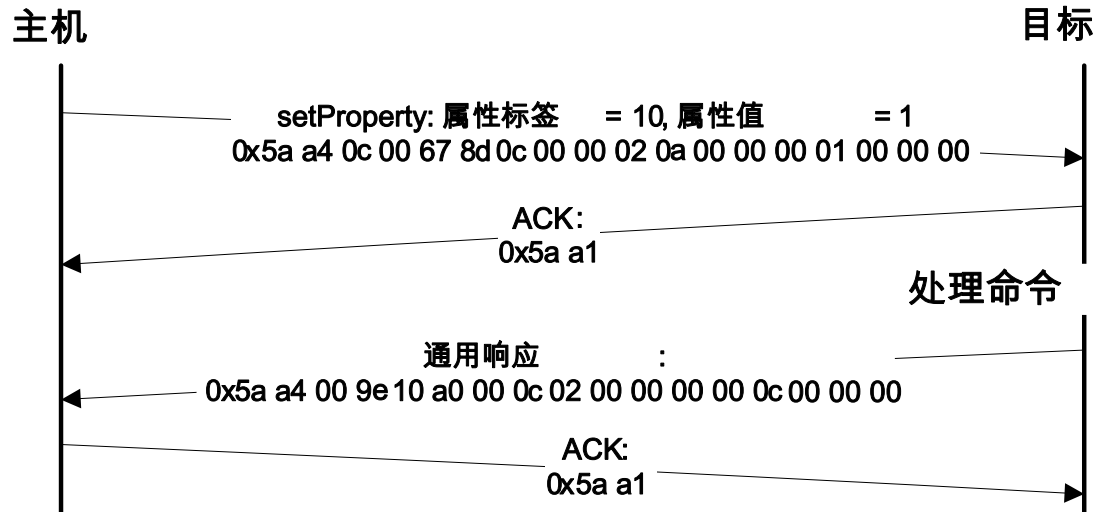 主机 目标
setProperty: 属性标签 = 10, 属性值 = 1
0x5a a4 0c 00 67 8d 0c 00 00 02 0a 00 00 00 01 00 00 00
ACK:
0x5a a1
处理命令
通用响应 :
0x5a a4 00 9e 10 a0 00 0c 02 00 00 00 00 0c 00 00 00
ACK:
0x5a a1